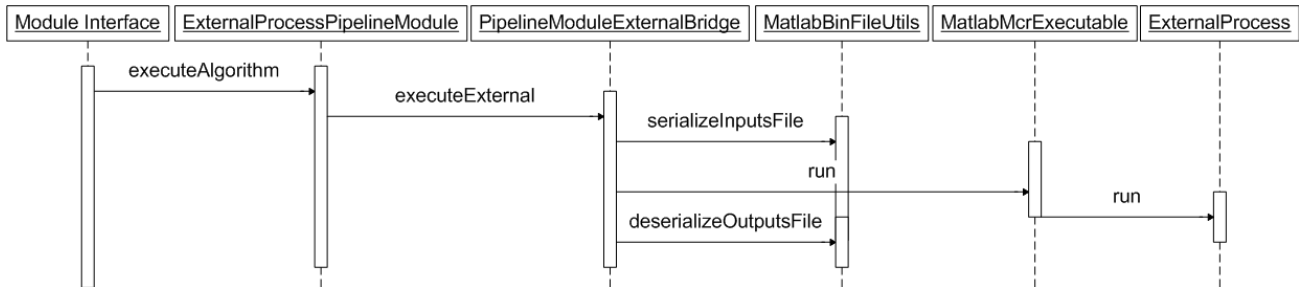 Module Interface
ExternalProcessPipelineModule
PipelineModuleExternalBridge
MatlabBinFileUtils
MatlabMcrExecutable
ExternalProcess
executeAlgorithm
executeExternal
serializeInputsFile
run
run
deserializeOutputsFile